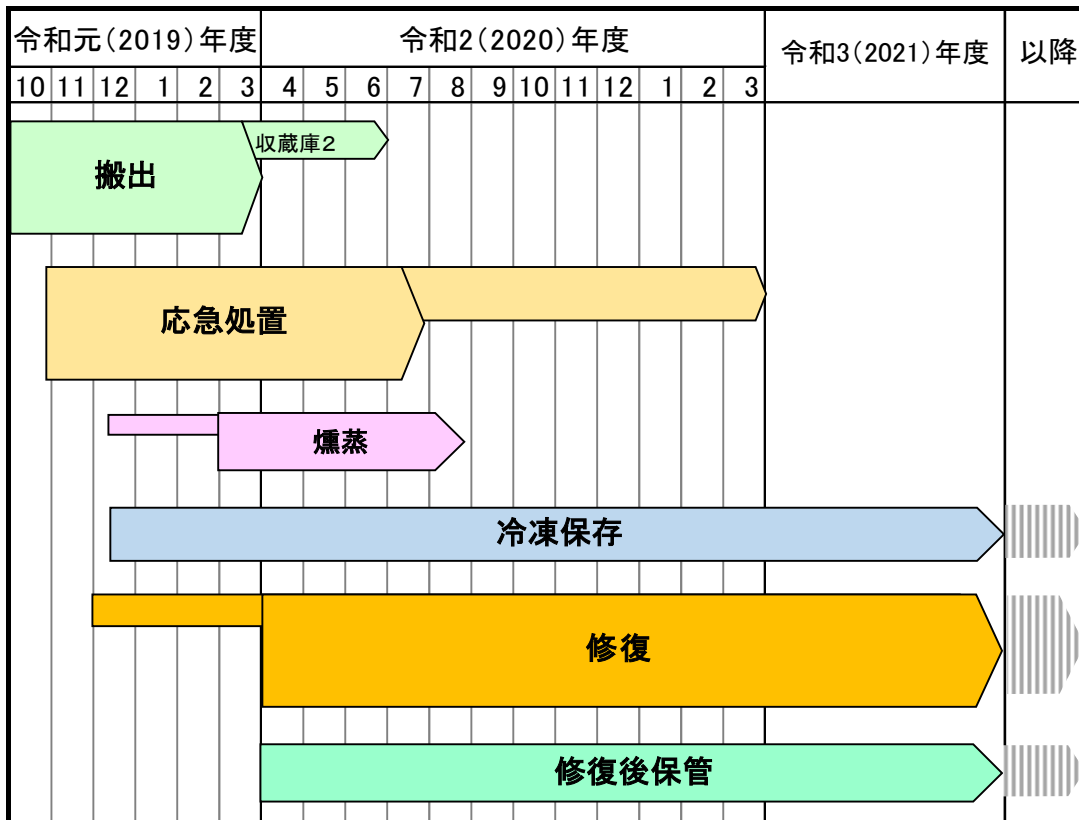 令和元(2019)年度 令和2(2020)年度 令和3(2021)年度 以降
10 11 12 1 2 3 4 5 6 7 8 9 10 11 12 1 2 3
収蔵庫2
搬出
応急処置
燻蒸
冷凍保存
修復
修復後保管